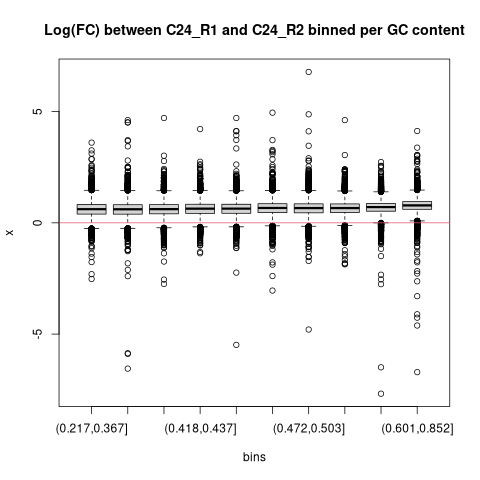 Log(FC) between C24_R1 and C24_R2 binned per GC content
5
0
-5
x
(0.217,0.367]
(0.418,0.437]
(0.472,0.503]
(0.601,0.852]
bins